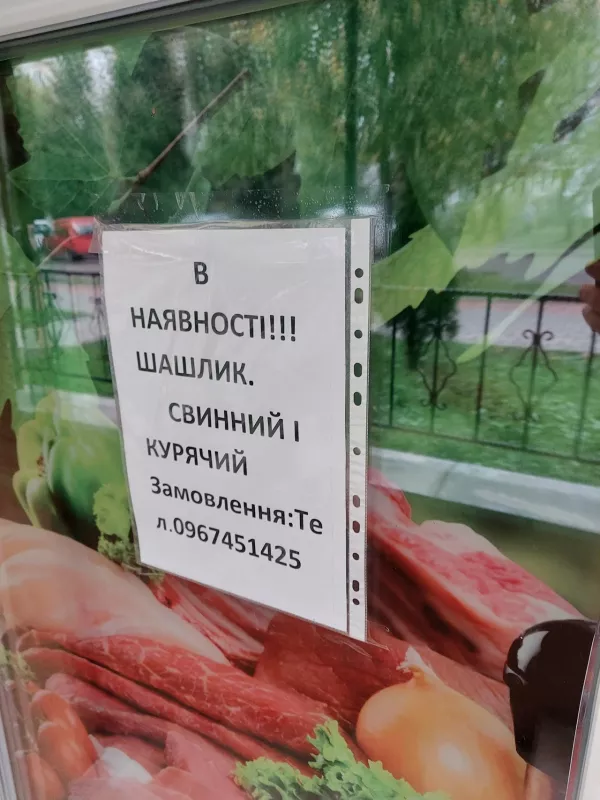 В
НАЯВНОСТІ!!!
ШАШЛИК.
СВИННИЙ І
КУРЯЧИЙ
Замовлення:Те
л.0967451425